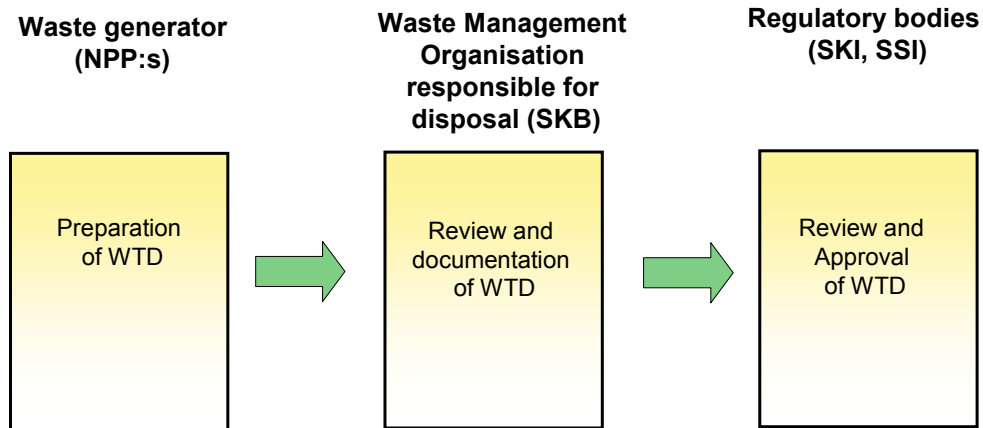 Waste generator
(NPP:s)
Waste Management
Organisation
responsible for
disposal (SKB)
Regulatory bodies
(SKI, SSI)
Preparation
of WTD
Review and
documentation
of WTD
Review and
Approval
of WTD